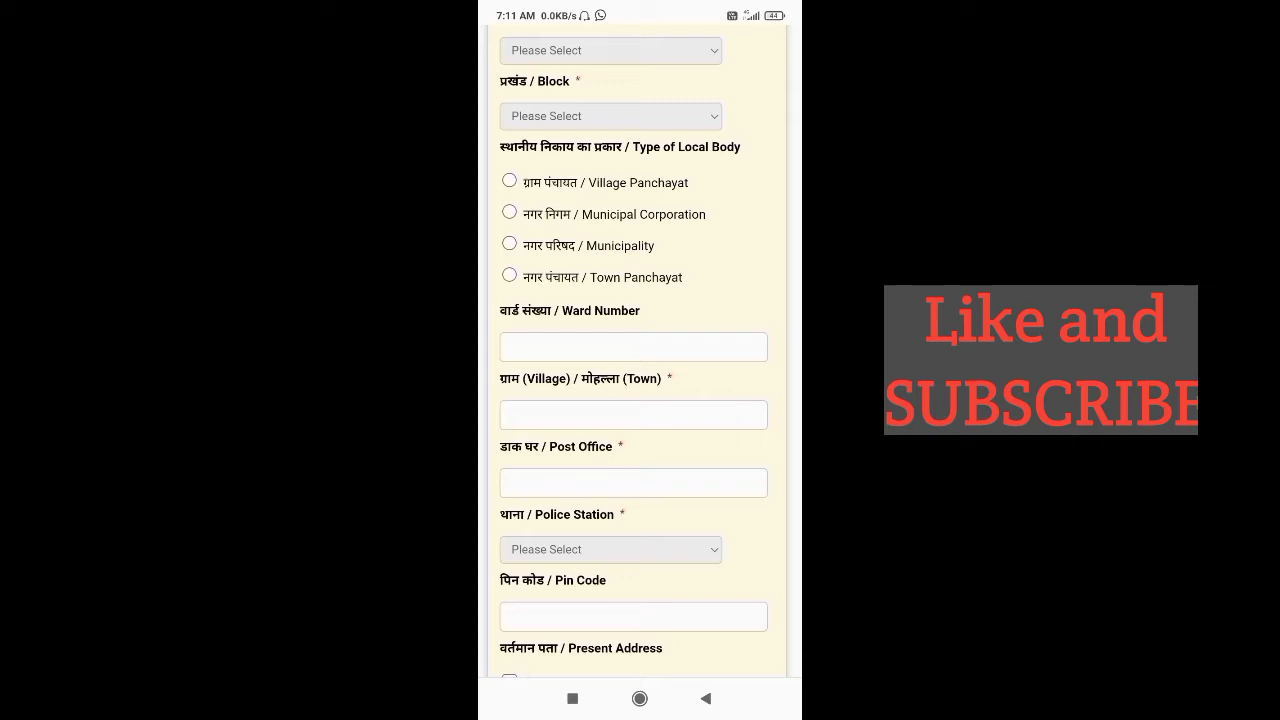 7:11 AM 0.0KB/s 4G 44
Please Select
प्रखंड / Block *
Please Select
स्थानीय निकाय का प्रकार / Type of Local Body
ग्राम पंचायत / Village Panchayat
नगर निगम / Municipal Corporation
नगर परिषद / Municipality
नगर पंचायत / Town Panchayat
वार्ड संख्या / Ward Number
ग्राम (Village) / मोहल्ला (Town) *
डाक घर / Post Office *
थाना / Police Station *
Please Select
पिन कोड / Pin Code
वर्तमान पता / Present Address
Like and
SUBSCRIBE